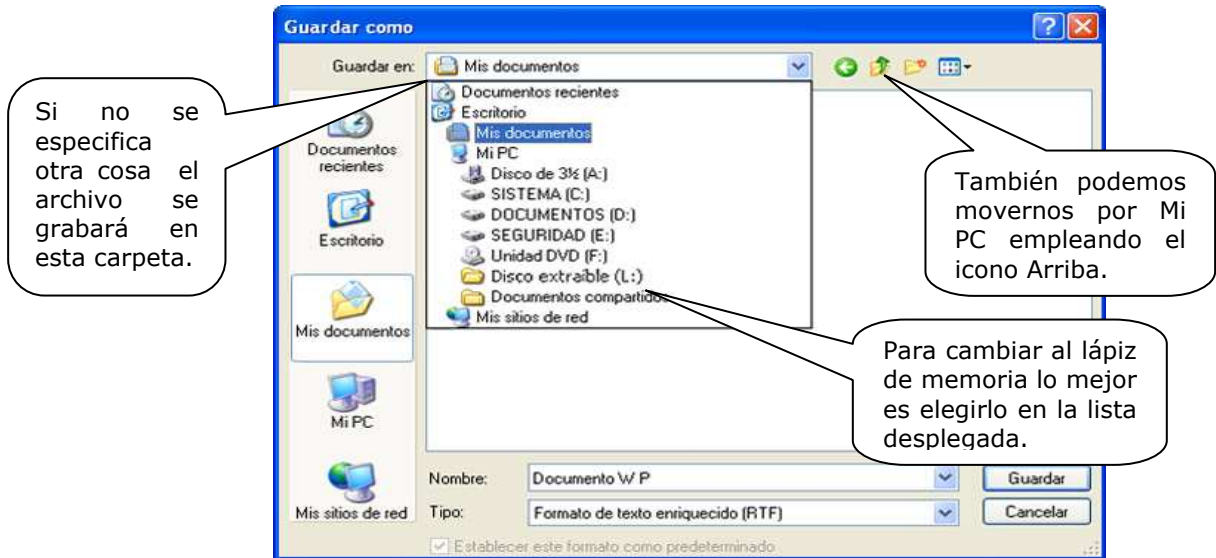 Guardar como
Guardar en:
Mis documentos
Documentos recientes
Escritorio
Mis documentos
Mi PC
Disco de 3½ (A:)
SISTEMA (C:)
DOCUMENTOS (D:)
SEGURIDAD (E:)
Unidad DVD (F:)
Disco extraíble (L:)
Documentos compartidos
Mis sitios de red
Documentos
recientes
Escritorio
Mis documentos
Mi PC
Mis sitios de red
Nombre:
Documento W P
Guardar
Tipo:
Formato de texto enriquecido (RTF)
Cancelar
Establecer este formato como predeterminado
Si no se
especifica
otra cosa el
archivo se
grabará en
esta carpeta.
También podemos
movernos por Mi
PC empleando el
icono Arriba.
Para cambiar al lápiz
de memoria lo mejor
es elegirlo en la lista
desplegada.